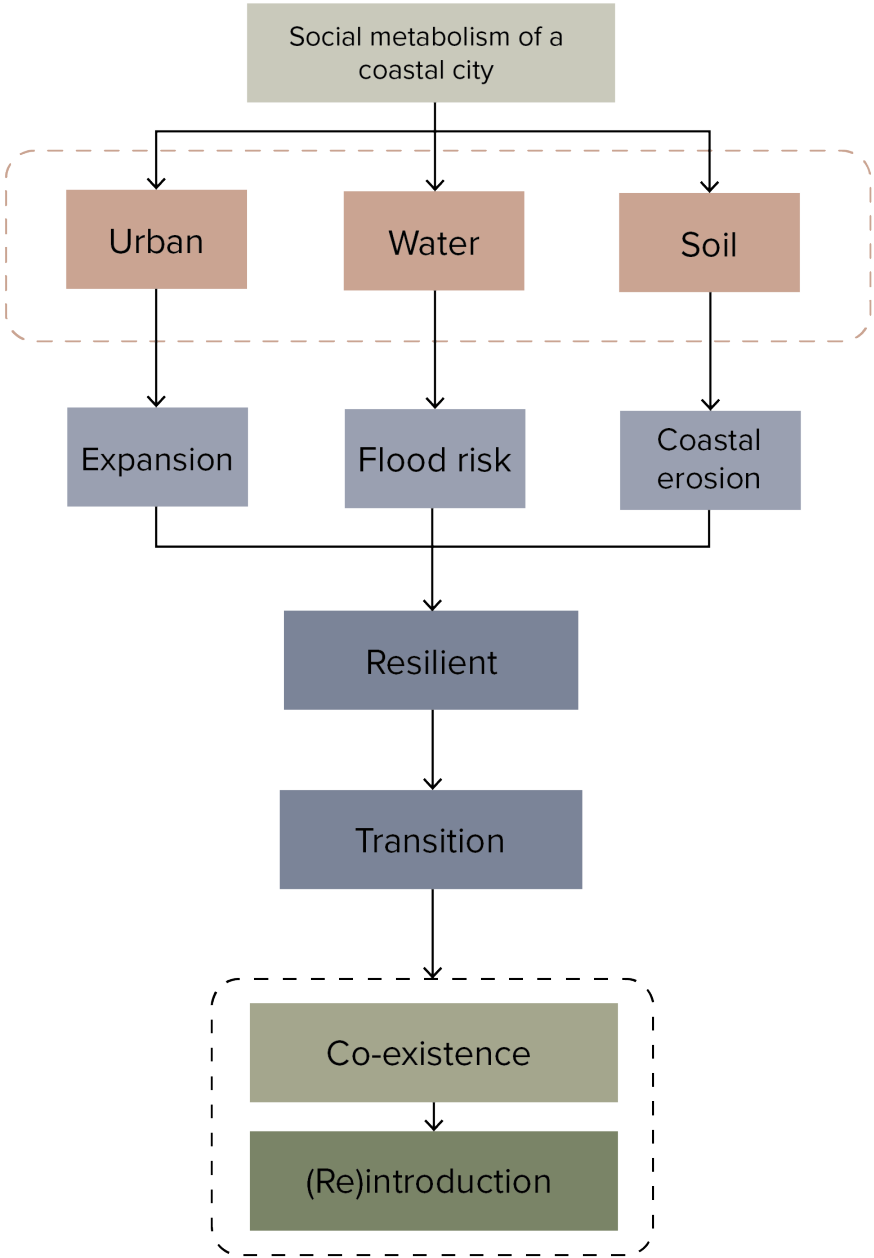 Social metabolism of a
coastal city
Urban
Water
Soil
Expansion
Flood risk
Coastal
erosion
Resilient
Transition
Co-existence
(Re)introduction